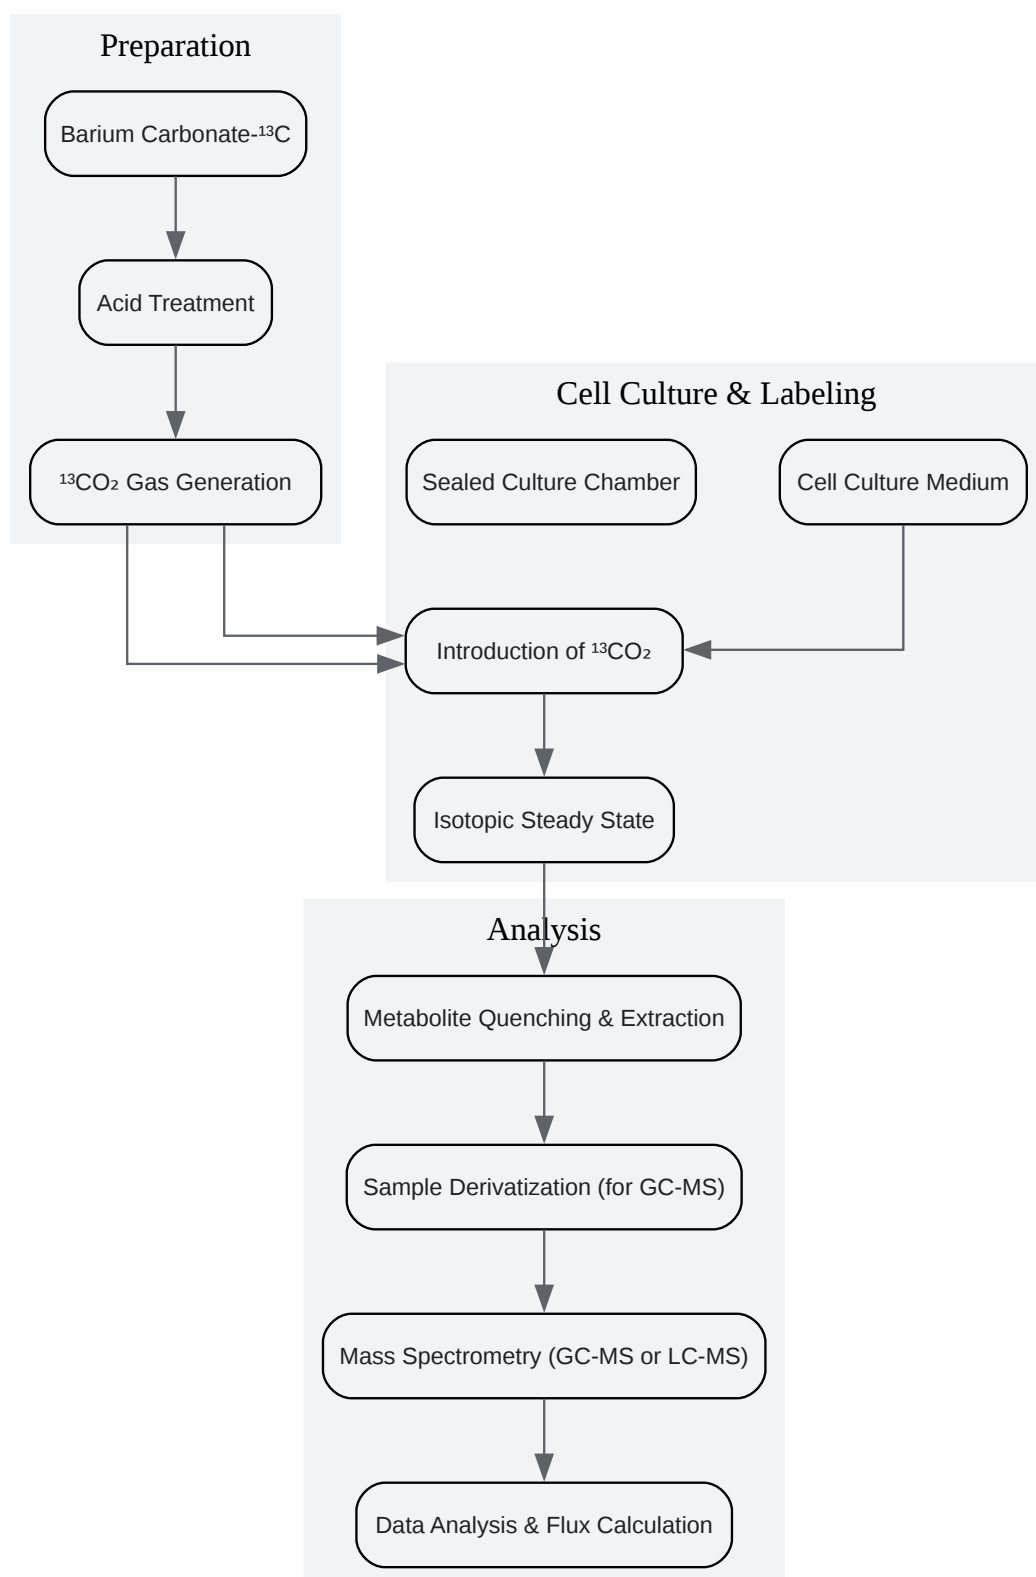 Preparation
Barium Carbonate-¹³C
Acid Treatment
¹³CO₂ Gas Generation
Cell Culture & Labeling
Sealed Culture Chamber
Cell Culture Medium
Introduction of ¹³CO₂
Isotopic Steady State
Analysis
Metabolite Quenching & Extraction
Sample Derivatization (for GC-MS)
Mass Spectrometry (GC-MS or LC-MS)
Data Analysis & Flux Calculation